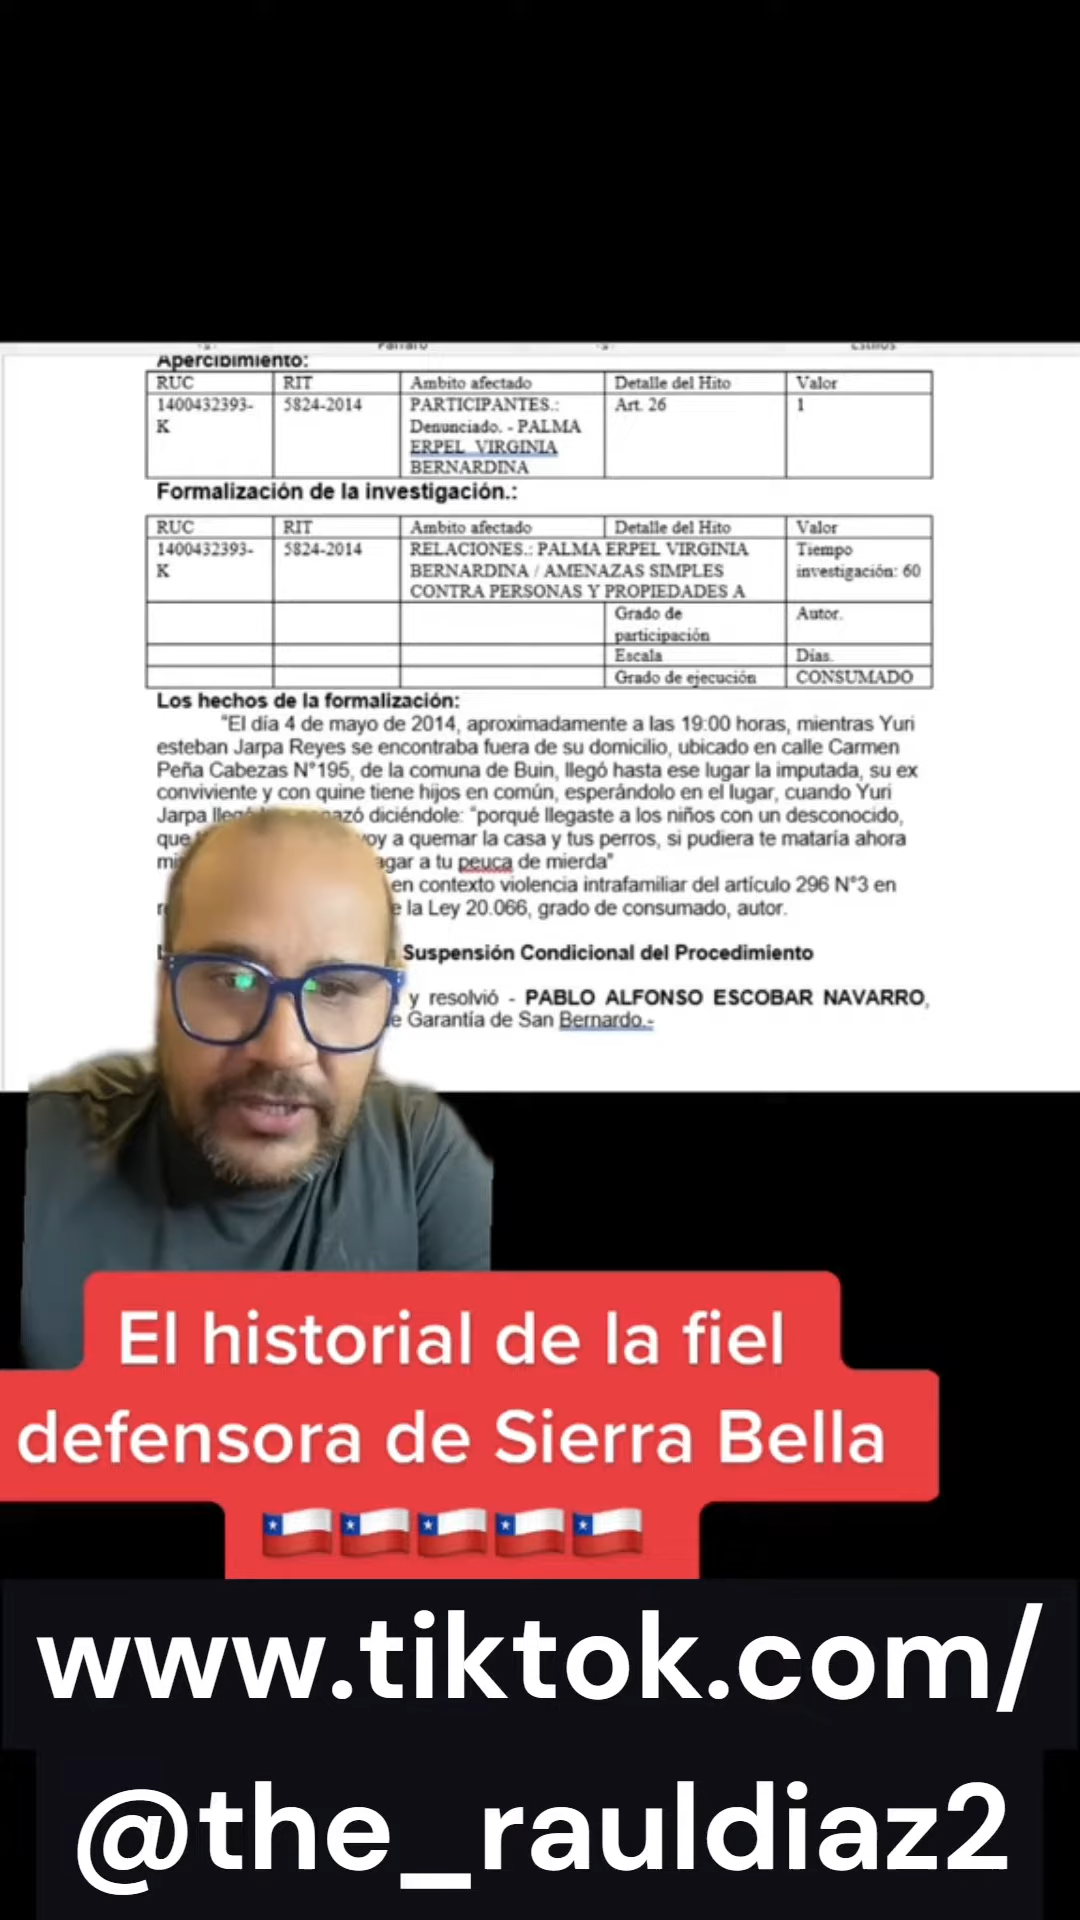 Párrafo
Estilos
Apercibimiento:
RUC RIT Ambito afectado Detalle del Hito Valor
1400432393-K 5824-2014 PARTICIPANTES.: Denunciado. - PALMA ERPEL VIRGINIA BERNARDINA Art. 26 1
Formalización de la investigación.:
RUC RIT Ambito afectado Detalle del Hito Valor
1400432393-K 5824-2014 RELACIONES.: PALMA ERPEL VIRGINIA BERNARDINA / AMENAZAS SIMPLES CONTRA PERSONAS Y PROPIEDADES A Tiempo investigación: 60
Grado de participación Autor.
Escala Días.
Grado de ejecución CONSUMADO
Los hechos de la formalización:
"El día 4 de mayo de 2014, aproximadamente a las 19:00 horas, mientras Yuri
esteban Jarpa Reyes se encontraba fuera de su domicilio, ubicado en calle Carmen
Peña Cabezas N°195, de la comuna de Buin, llegó hasta ese lugar la imputada, su ex
conviviente y con quine tiene hijos en común, esperándolo en el lugar, cuando Yuri
Jarpa diciéndole: "porqué llegaste a los niños con un desconocido,
que voy a quemar la casa y tus perros, si pudiera te mataría ahora
a tu peuca de mierda"
en contexto violencia intrafamiliar del artículo 296 N°3 en
la Ley 20.066, grado de consumado, autor.
Suspensión Condicional del Procedimiento
y resolvió - PABLO ALFONSO ESCOBAR NAVARRO,
Garantía de San Bernardo.-
El historial de la fiel
defensora de Sierra Bella
🇨🇱🇨🇱🇨🇱🇨🇱🇨🇱
www.tiktok.com/
@the_rauldiaz2